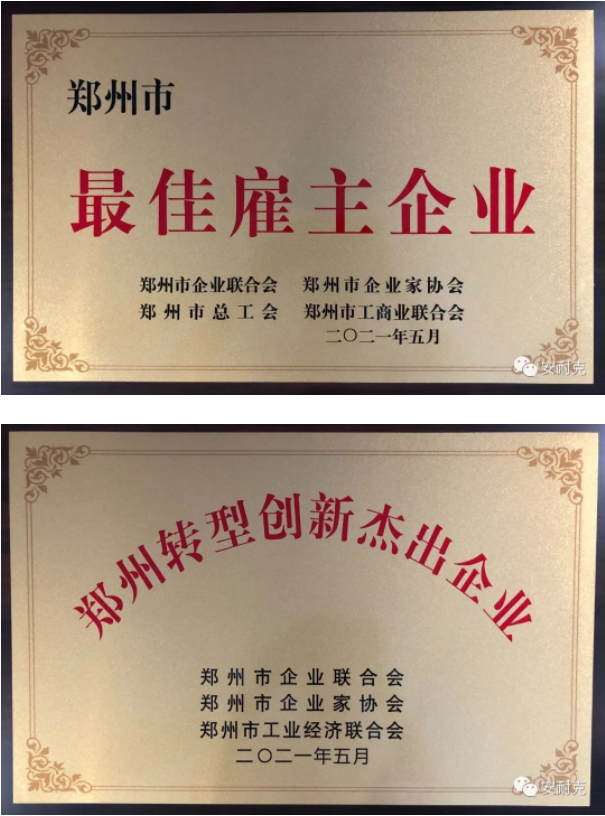 郑州市
最佳雇主企业
郑州市企业联合会 郑州市企业家协会
郑州市总工会 郑州市工商业联合会
二〇二一年五月
安耐克
郑州转型创新杰出企业
郑州市企业联合会
郑州市企业家协会
郑州市工业经济联合会
二〇二一年五月
安耐克